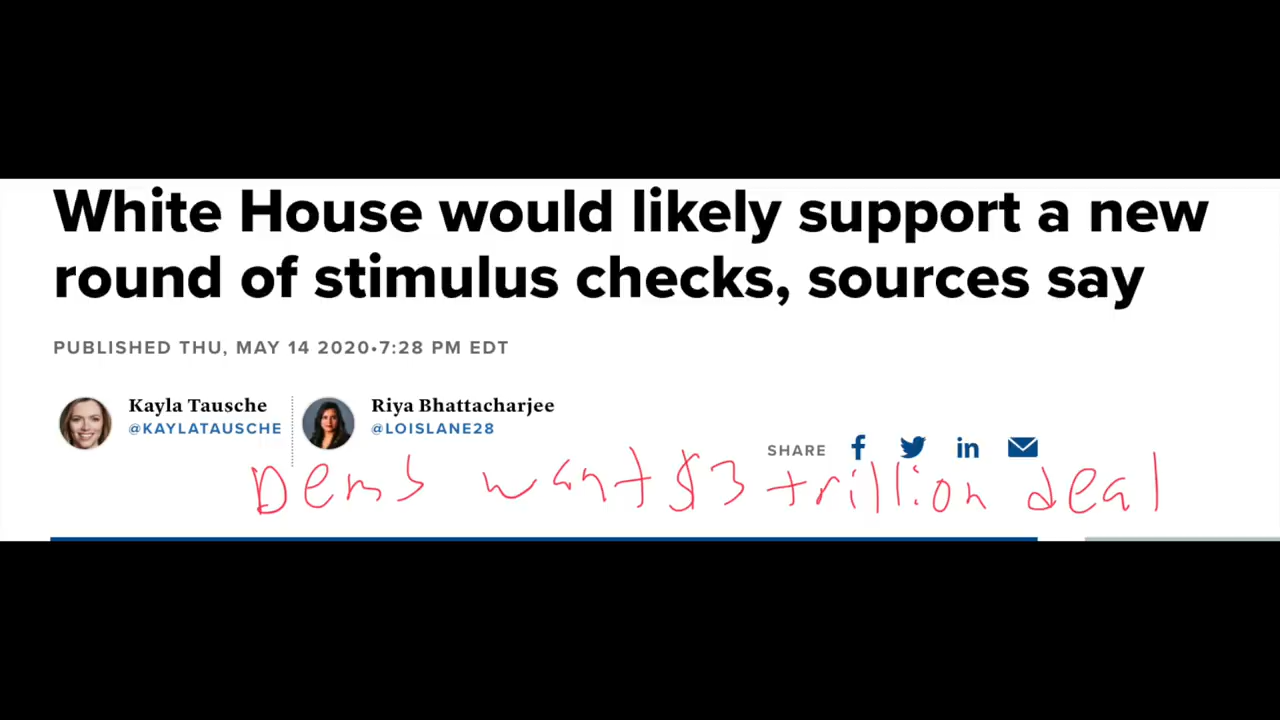 White House would likely support a new
round of stimulus checks, sources say
PUBLISHED THU, MAY 14 2020•7:28 PM EDT
Kayla Tausche
@KAYLATAUSCHE
Riya Bhattacharjee
@LOISLANE28
SHARE
Dems want $3 trillion deal